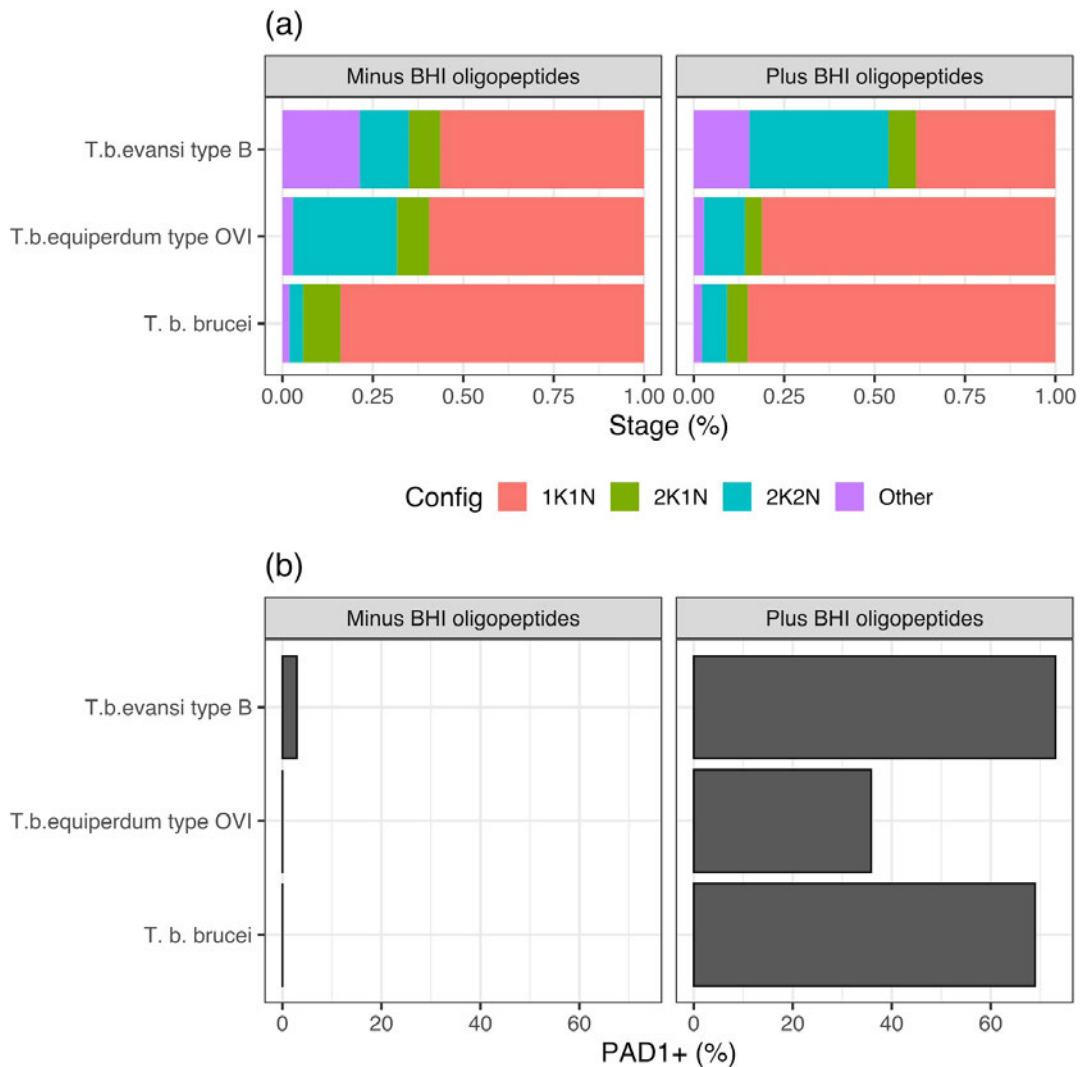 (a)
Minus BHI oligopeptides Plus BHI oligopeptides
T.b.evansi type B
T.b.equiperdum type OVI
T. b. brucei
0.00 0.25 0.50 0.75 1.00 0.00 0.25 0.50 0.75 1.00
Stage (%)
Config 1K1N 2K1N 2K2N Other
(b)
Minus BHI oligopeptides Plus BHI oligopeptides
T.b.evansi type B
T.b.equiperdum type OVI
T. b. brucei
0 20 40 60 0 20 40 60
PAD1+ (%)